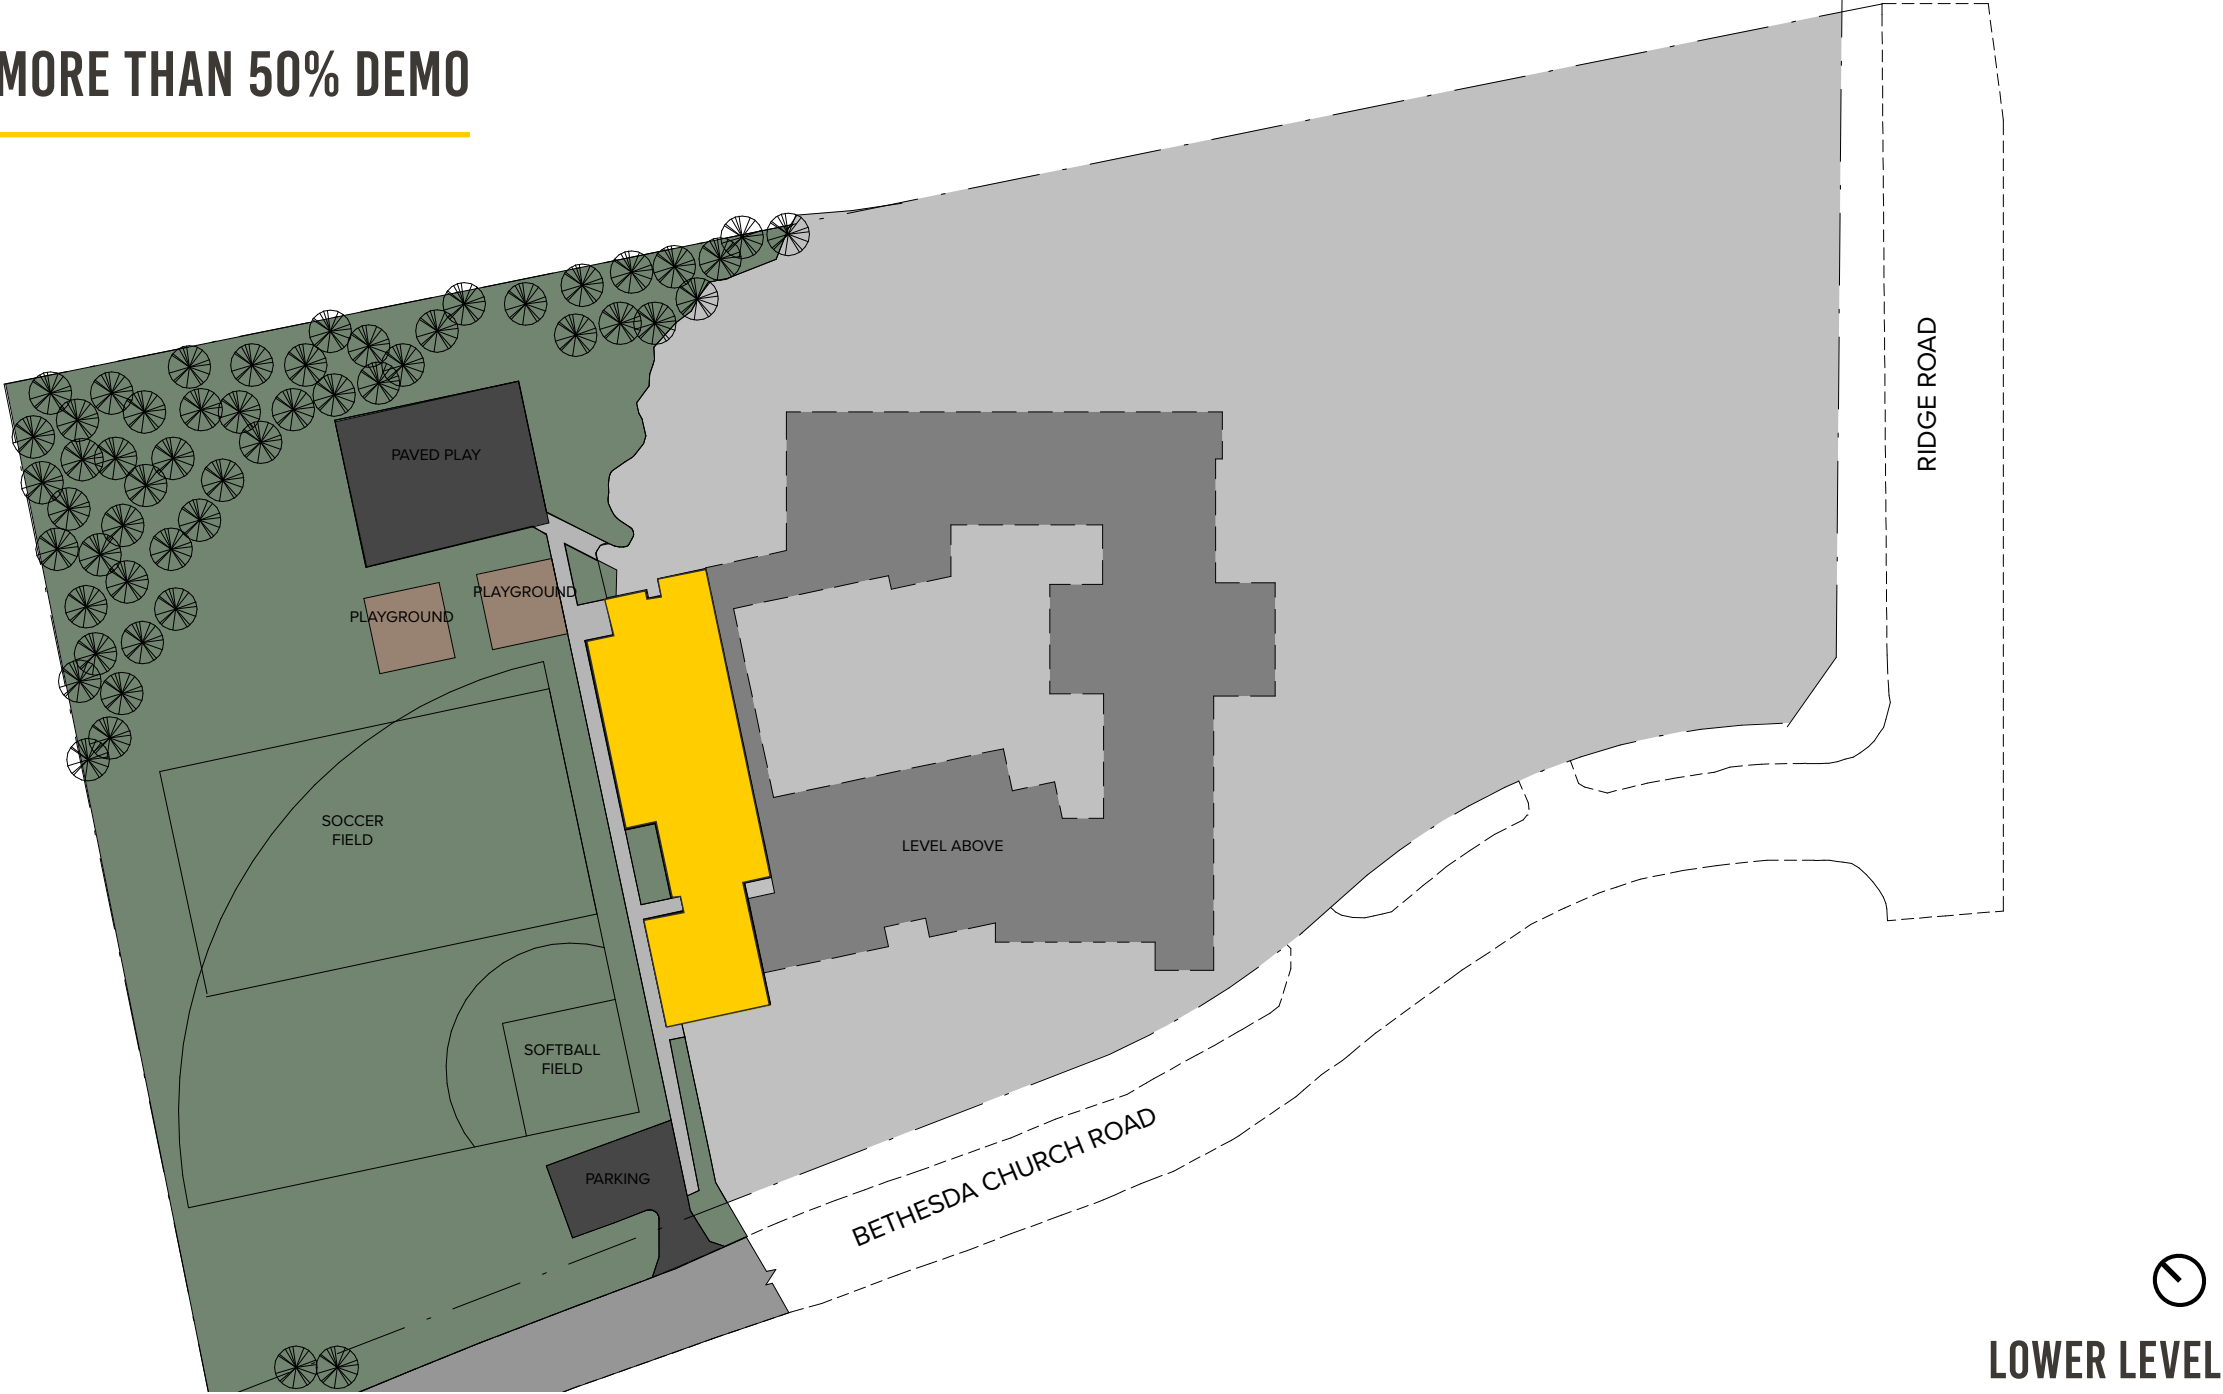 MORE THAN 50% DEMO
RIDGE ROAD
PAVED PLAY
PLAYGROUND
PLAYGROUND
SOCCER
FIELD
LEVEL ABOVE
SOFTBALL
FIELD
PARKING
BETHESDA CHURCH ROAD
LOWER LEVEL